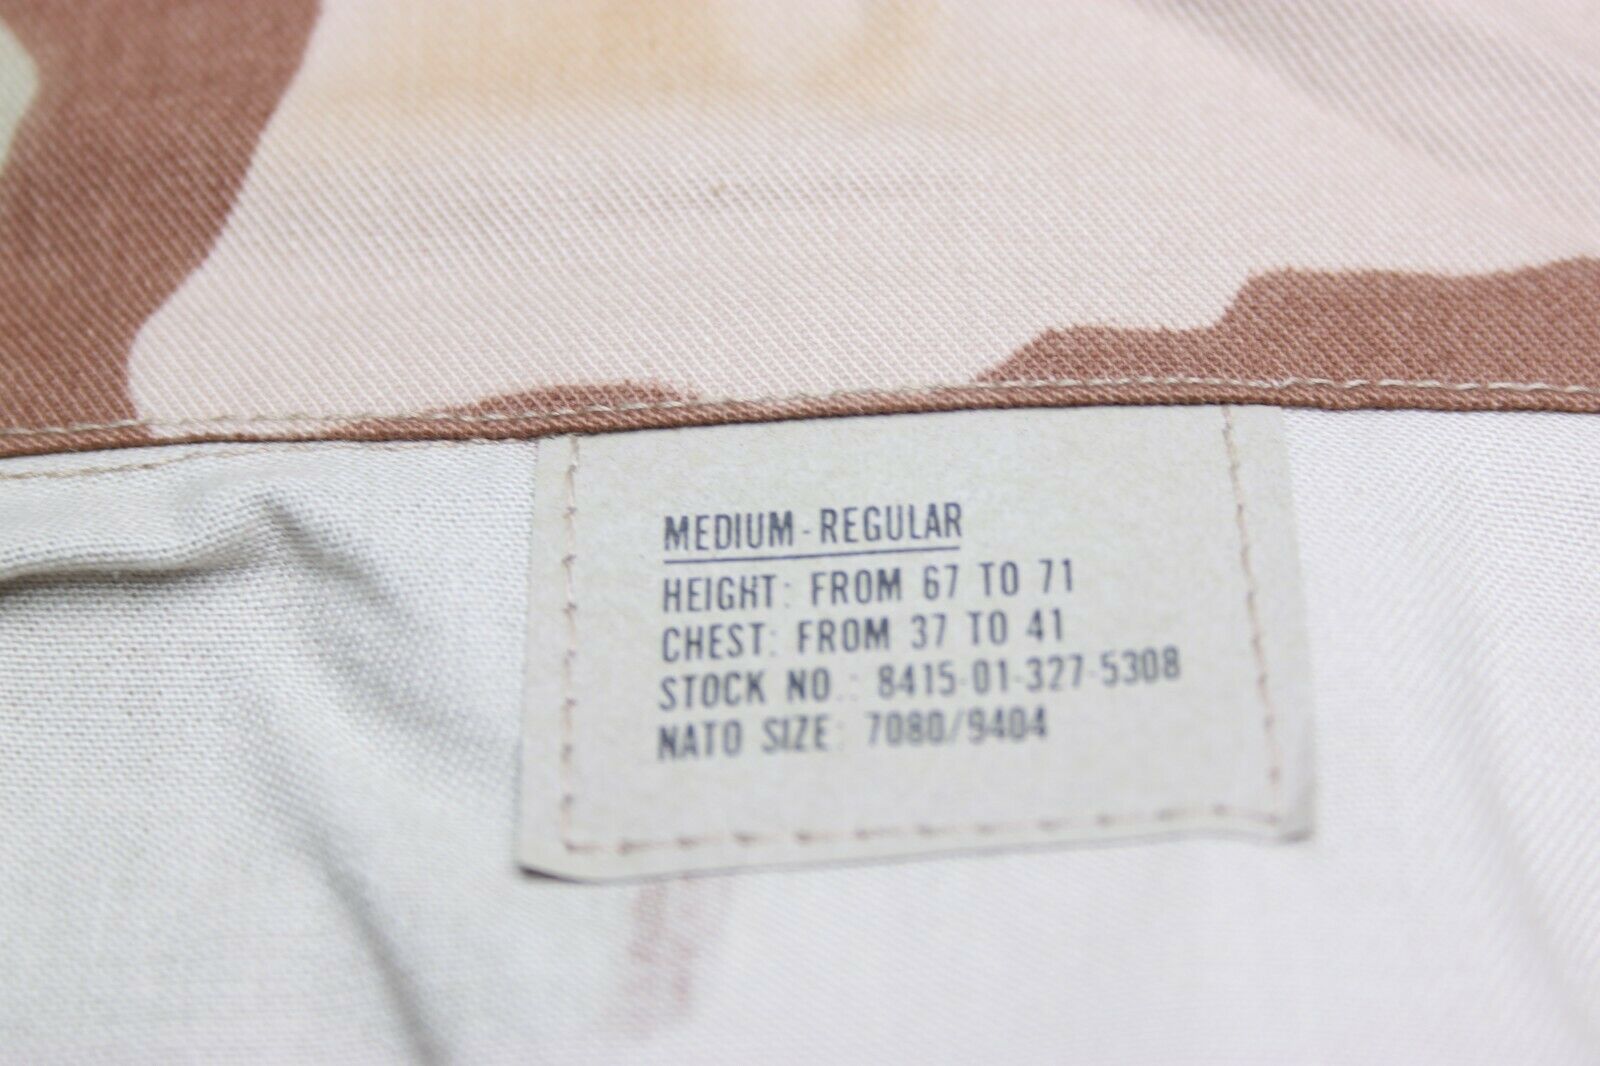 MEDIUM-REGULAR
HEIGHT: FROM 67 TO 71
CHEST: FROM 37 TO 41
STOCK NO.: 8415-01-327-5308
NATO SIZE: 7080/9404